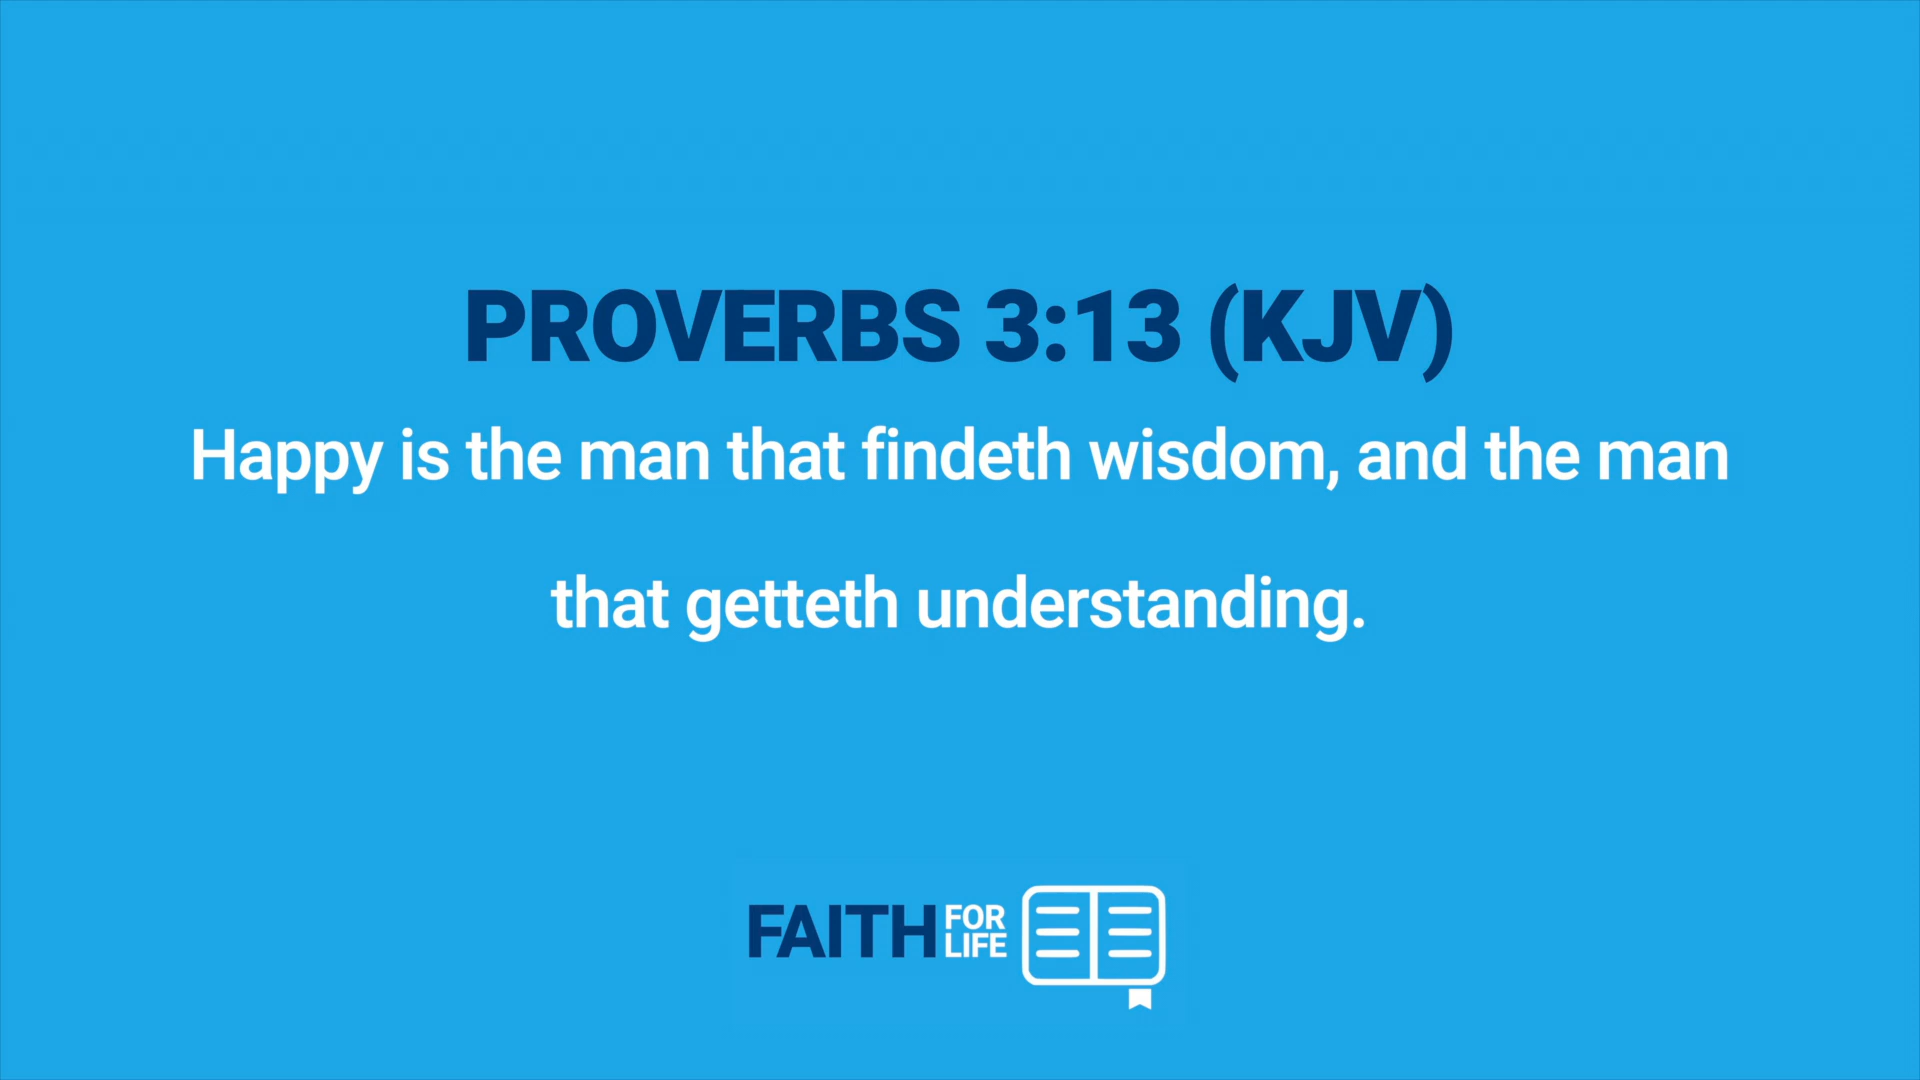 PROVERBS 3:13 (KJV)
Happy is the man that findeth wisdom, and the man
that getteth understanding.
FAITH FOR
LIFE